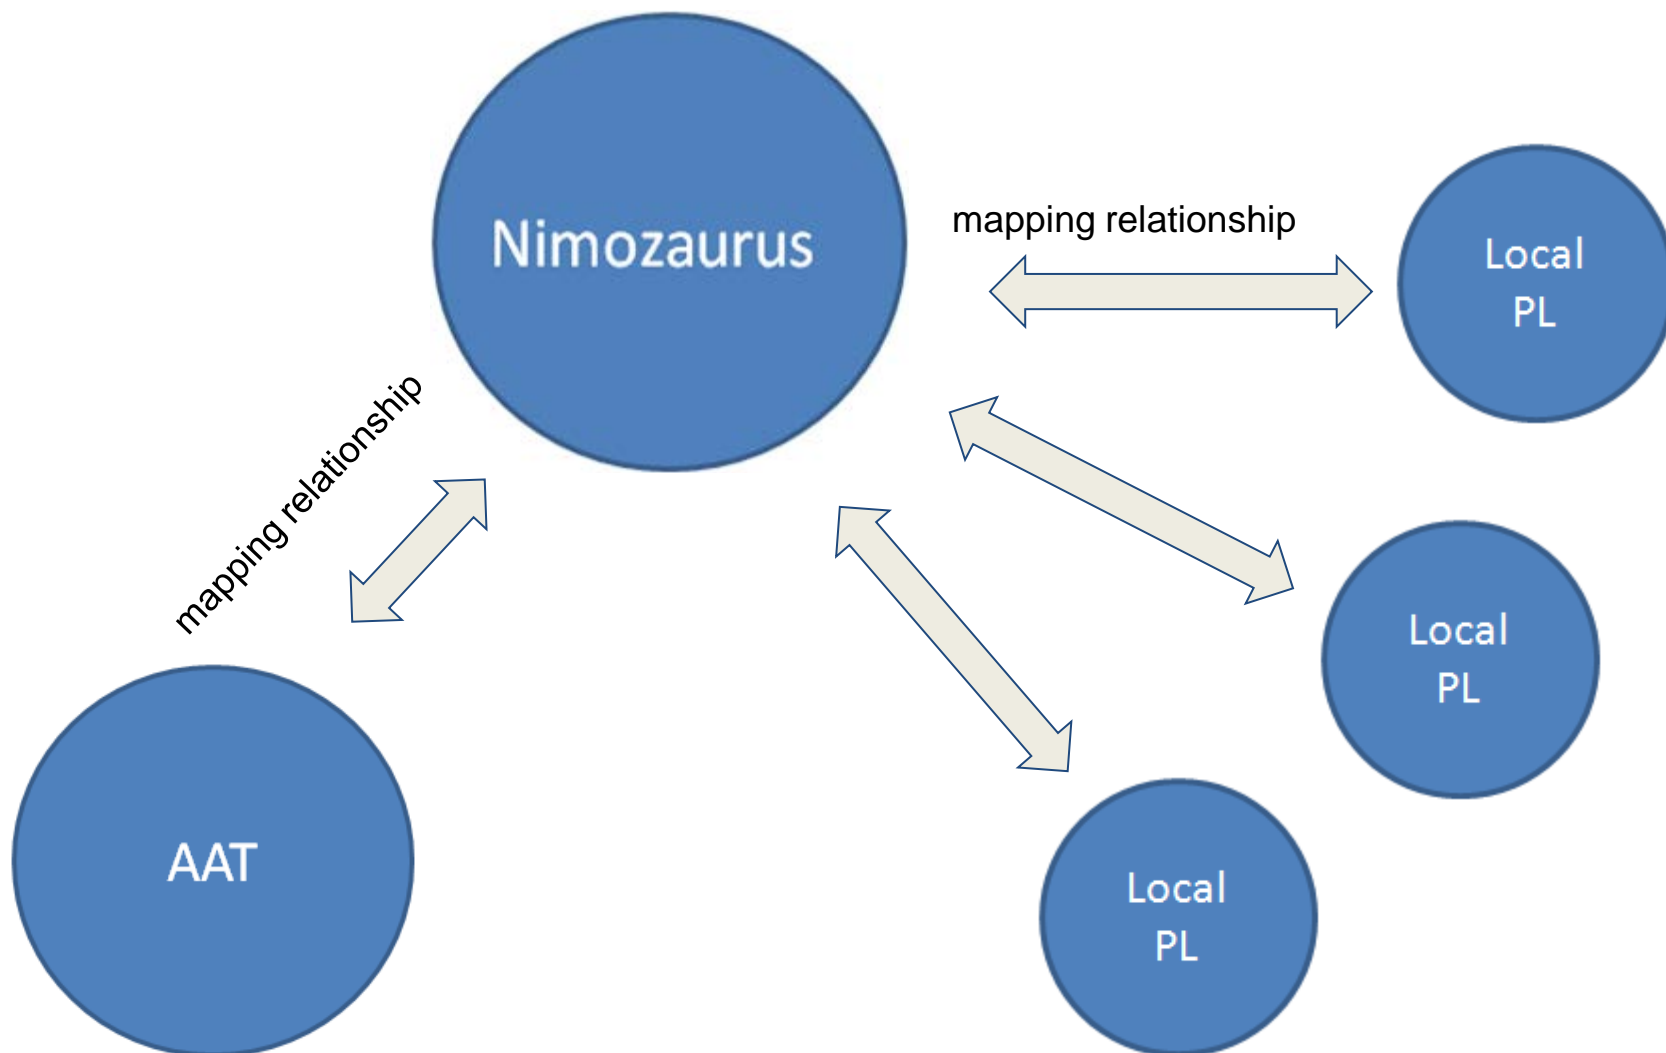 Nimozaurus
mapping relationship
Local
PL
mapping relationship
Local
PL
AAT
Local
PL